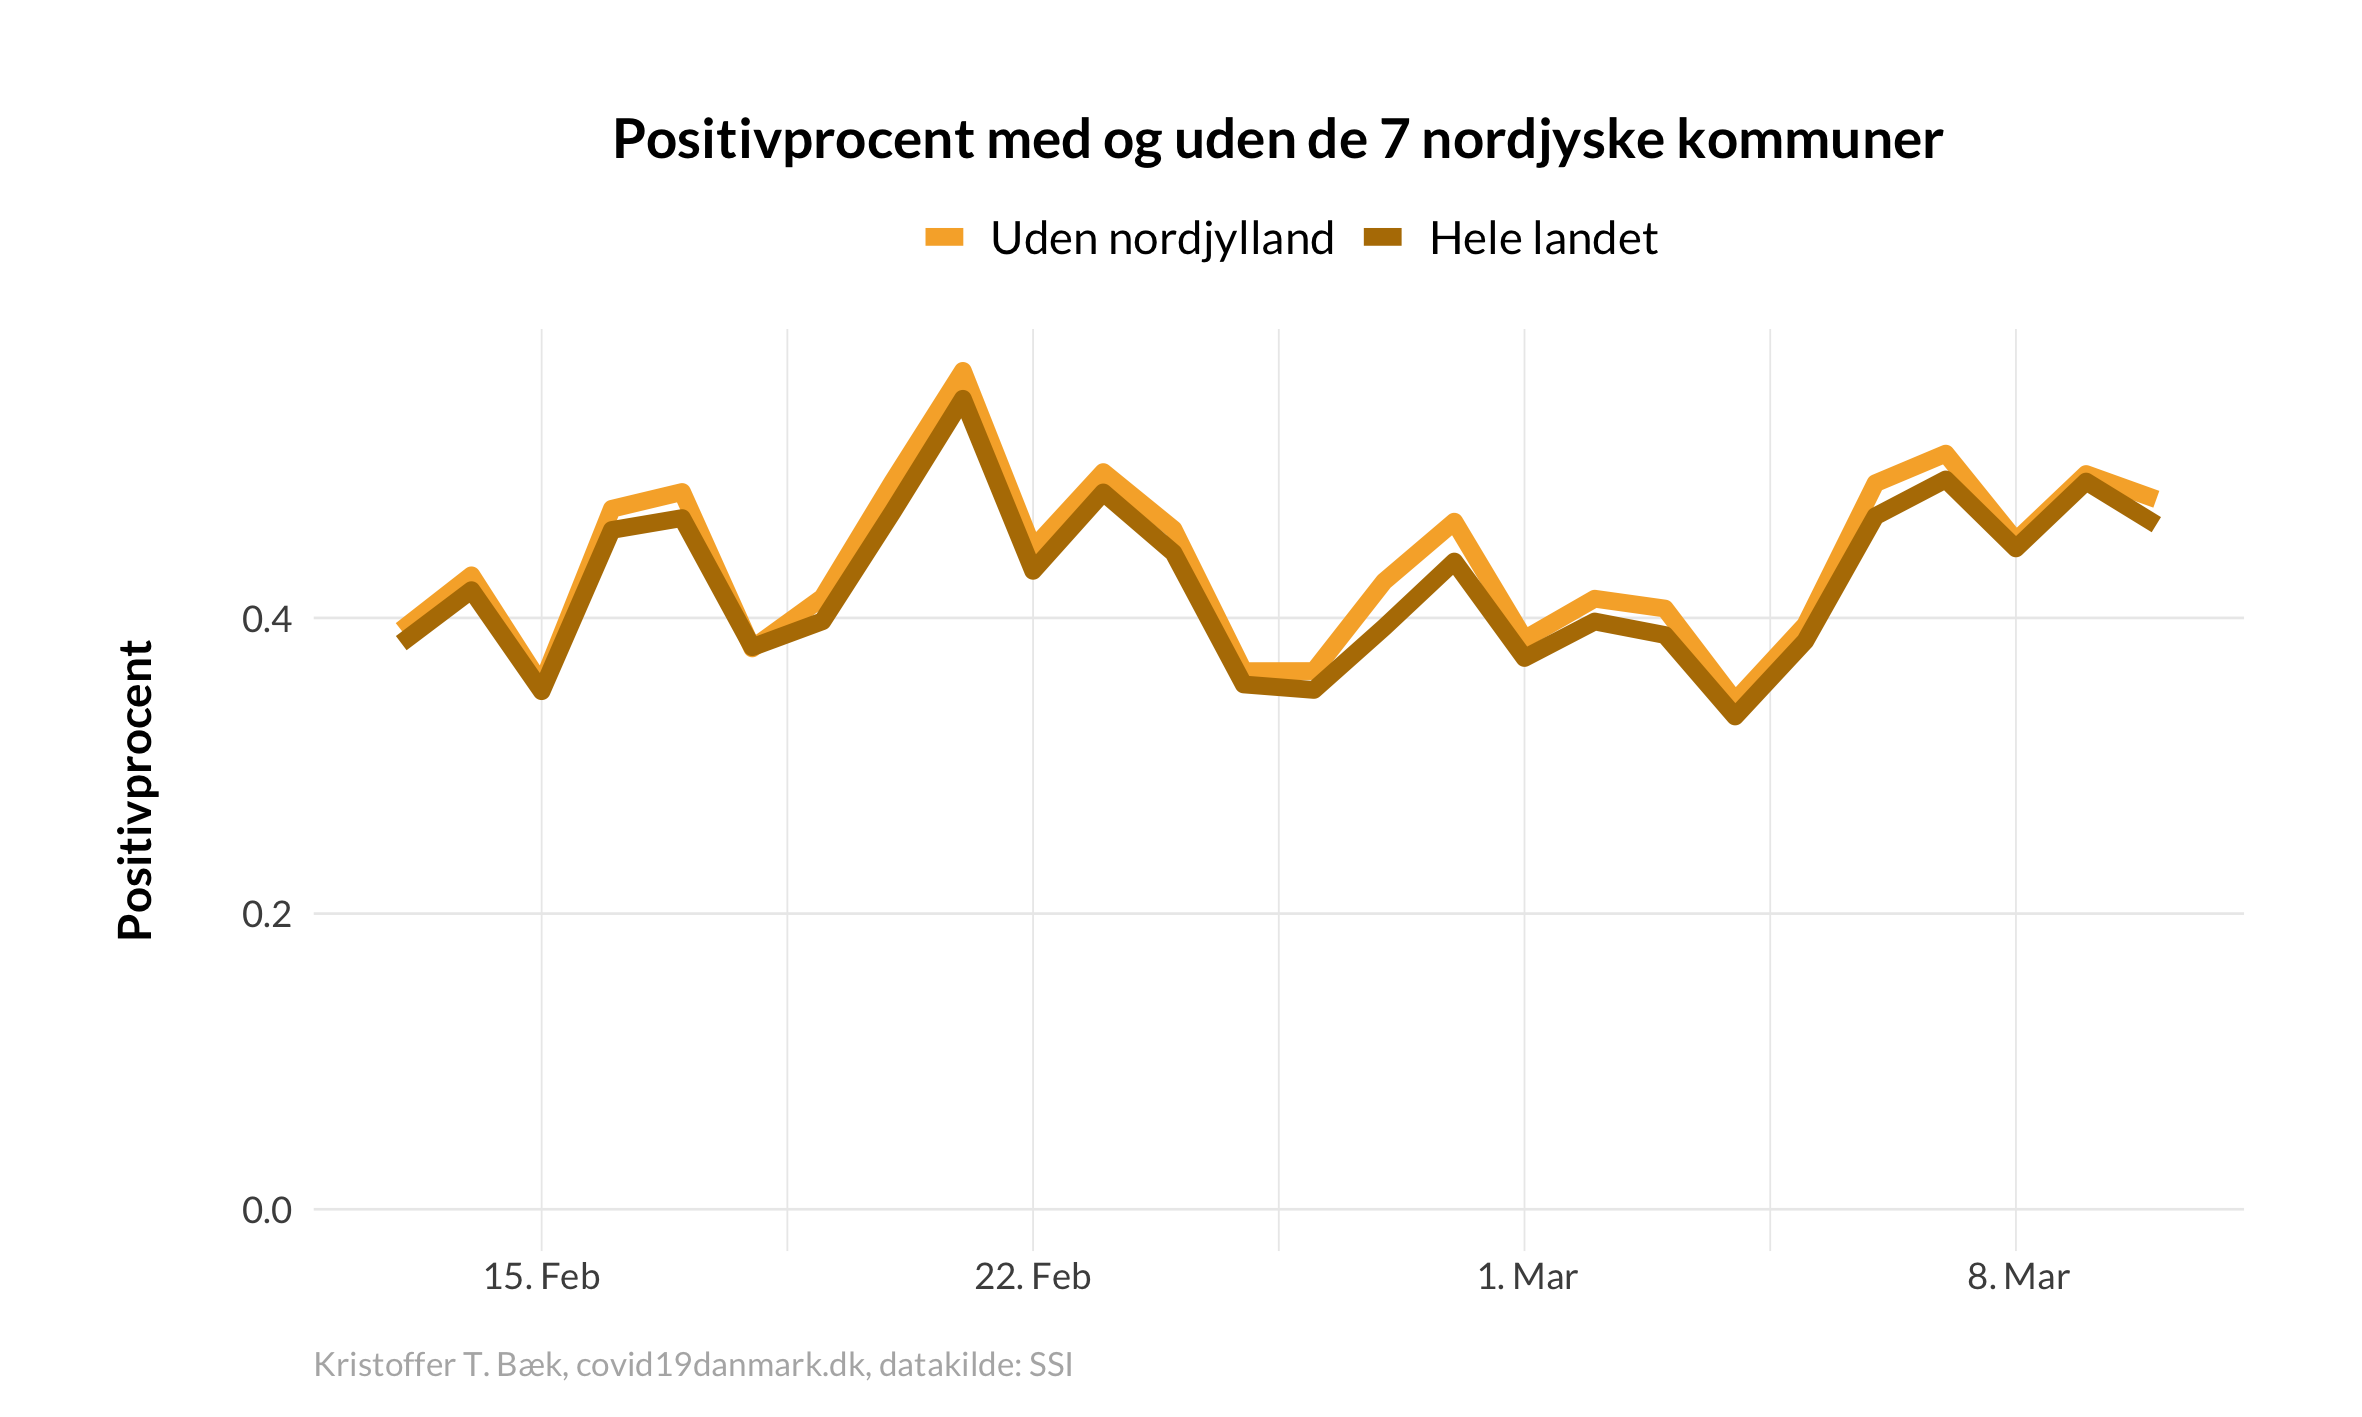 Positivprocent med og uden de 7 nordjyske kommuner
Uden nordjylland Hele landet
Positivprocent
0.4
0.2
0.0
15. Feb 22. Feb 1. Mar 8. Mar
Kristoffer T. Bæk, covid19danmark.dk, datakilde: SSI